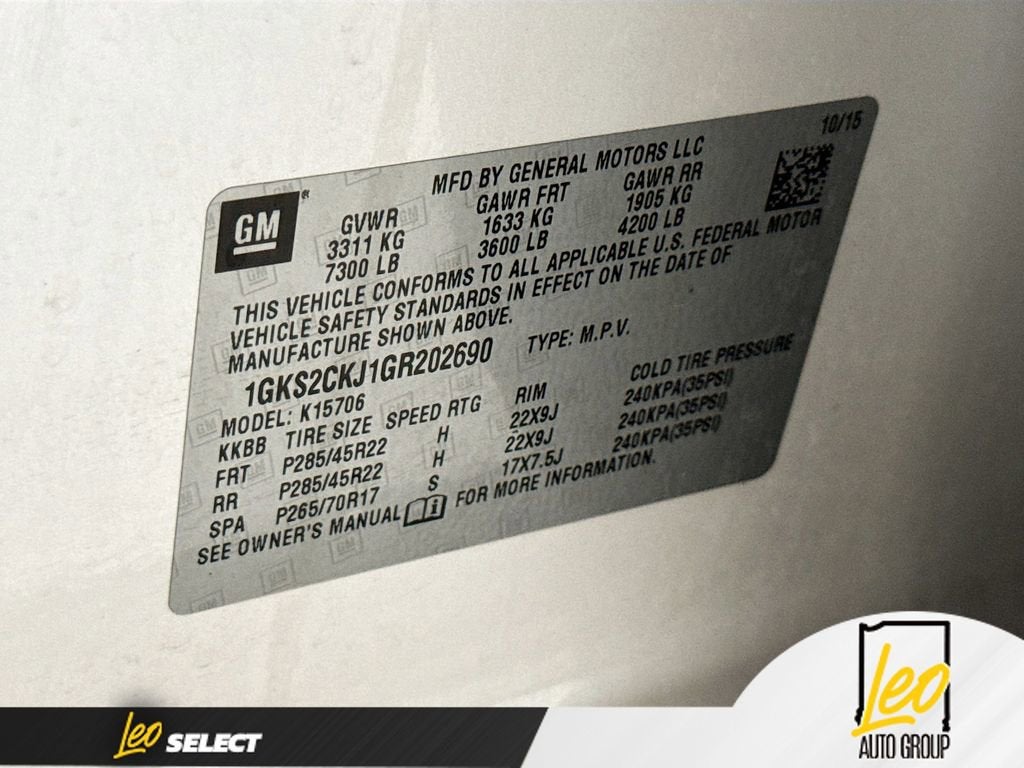 10/15
MFD BY GENERAL MOTORS LLC
GM
GVWR GAWR FRT GAWR RR
3311 KG 1633 KG 1905 KG
7300 LB 3600 LB 4200 LB
THIS VEHICLE CONFORMS TO ALL APPLICABLE U.S. FEDERAL MOTOR
VEHICLE SAFETY STANDARDS IN EFFECT ON THE DATE OF
MANUFACTURE SHOWN ABOVE.
1GKS2CKJ1GR202690 TYPE: M.P.V.
MODEL: K15706
KKBB TIRE SIZE SPEED RTG RIM COLD TIRE PRESSURE
FRT P285/45R22 H 22X9J 240KPA(35PSI)
RR P285/45R22 H 22X9J 240KPA(35PSI)
SPA P265/70R17 S 17X7.5J 240KPA(35PSI)
SEE OWNER'S MANUAL FOR MORE INFORMATION.
Leo SELECT
Leo
AUTO GROUP